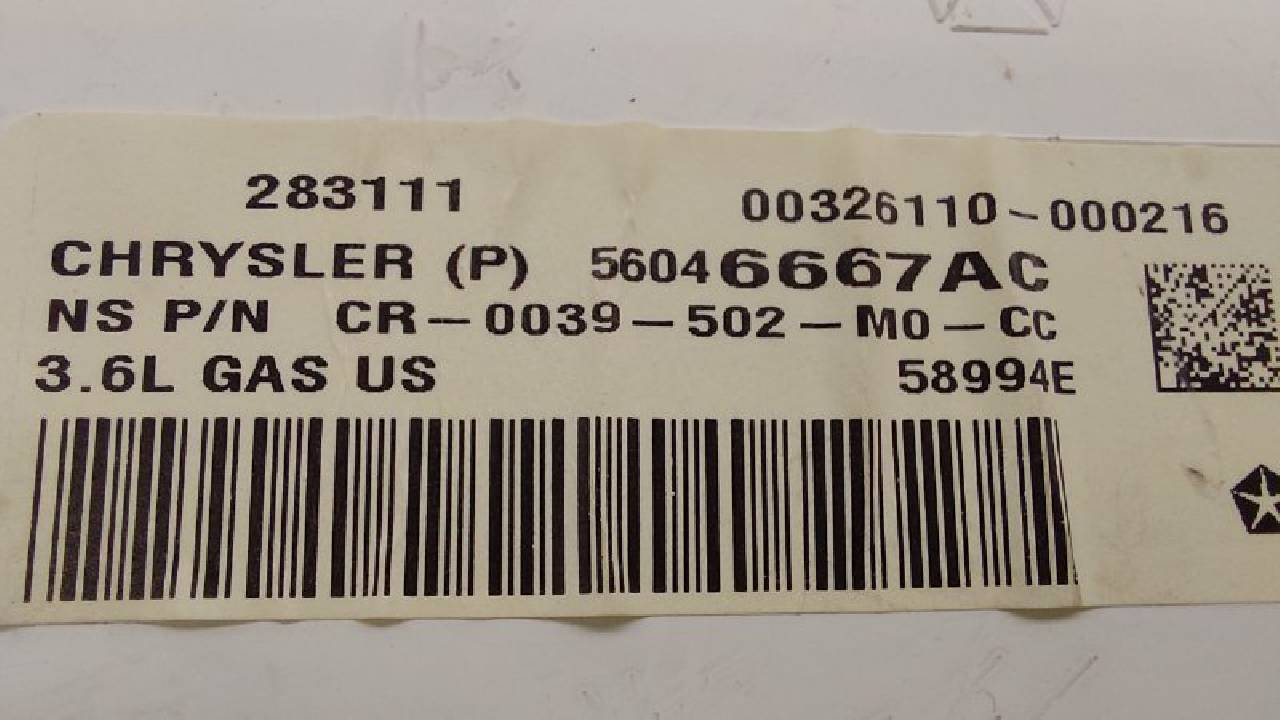 283111 00326110-000216
CHRYSLER (P) 56046667AC
NS P/N CR-0039-502-M0-CC
3.6L GAS US 58994E